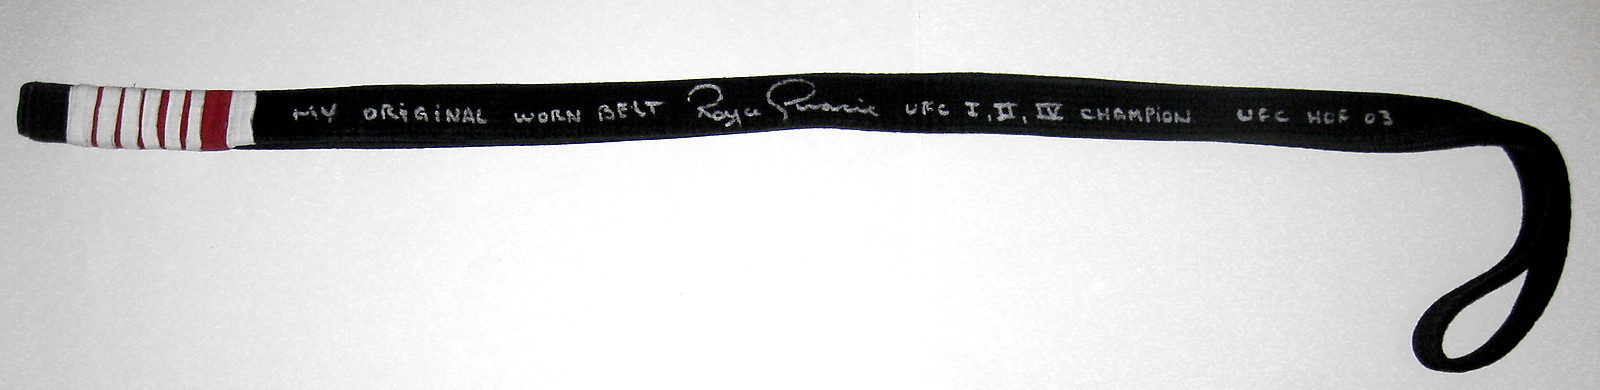 MY ORiGiNAL WORN BELT Royce Gracie UFC I, II, IV CHAMPION UFC HOF 03